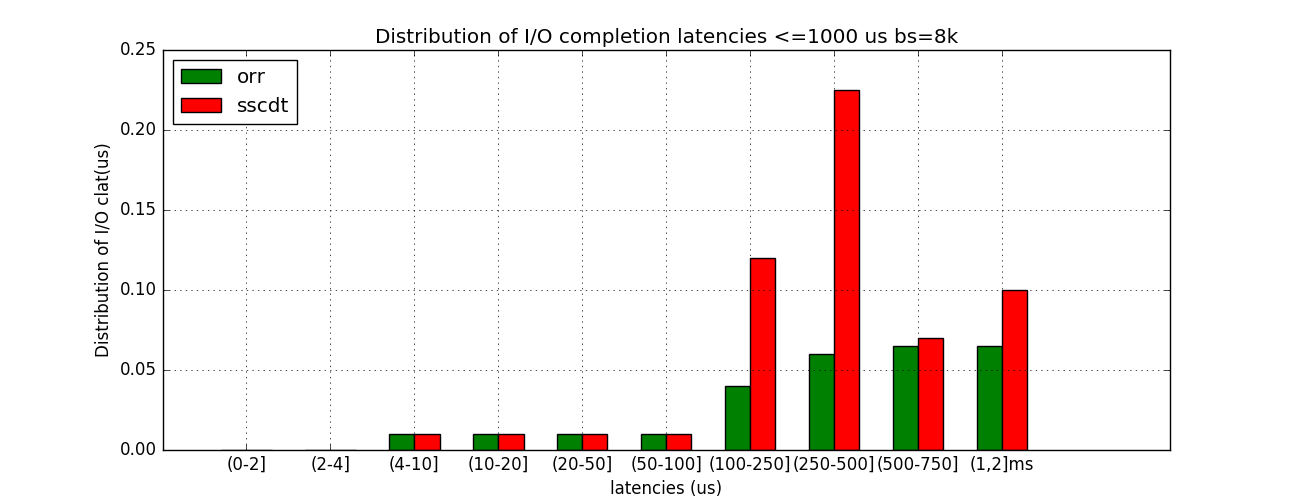 Distribution of I/O completion latencies <=1000 us bs=8k
orr
sscdt
Distribution of I/O clat(us)
0.25
0.20
0.15
0.10
0.05
0.00
(0-2] (2-4] (4-10] (10-20] (20-50] (50-100] (100-250] (250-500] (500-750] (1,2]ms
latencies (us)